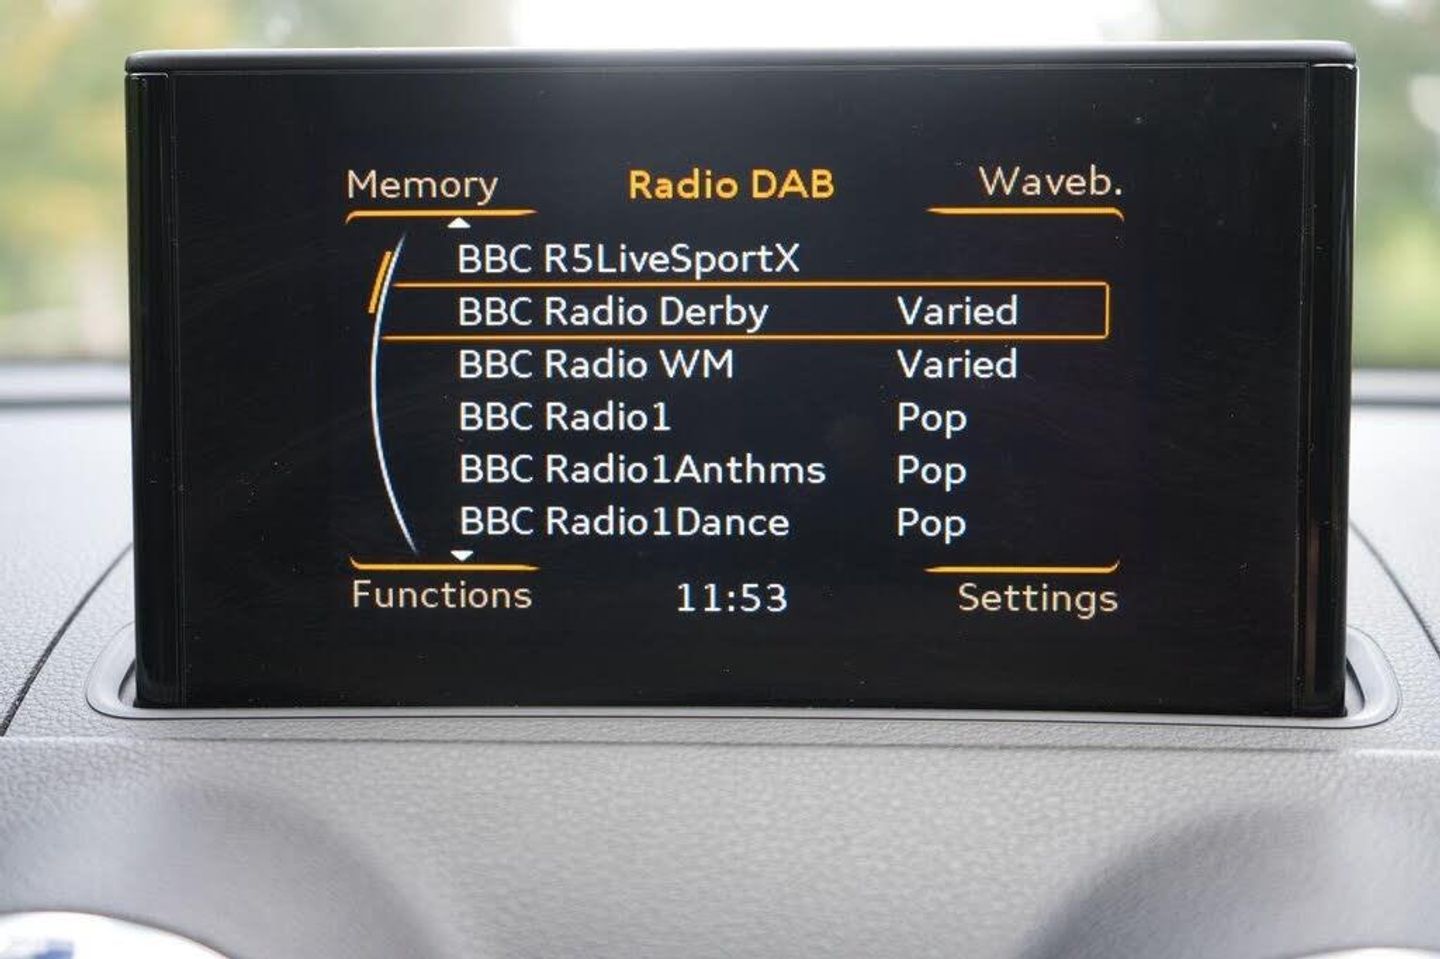 Memory Radio DAB Waveb.
BBC R5LiveSportX
BBC Radio Derby Varied
BBC Radio WM Varied
BBC Radio1 Pop
BBC Radio1Anthms Pop
BBC Radio1Dance Pop
Functions 11:53 Settings